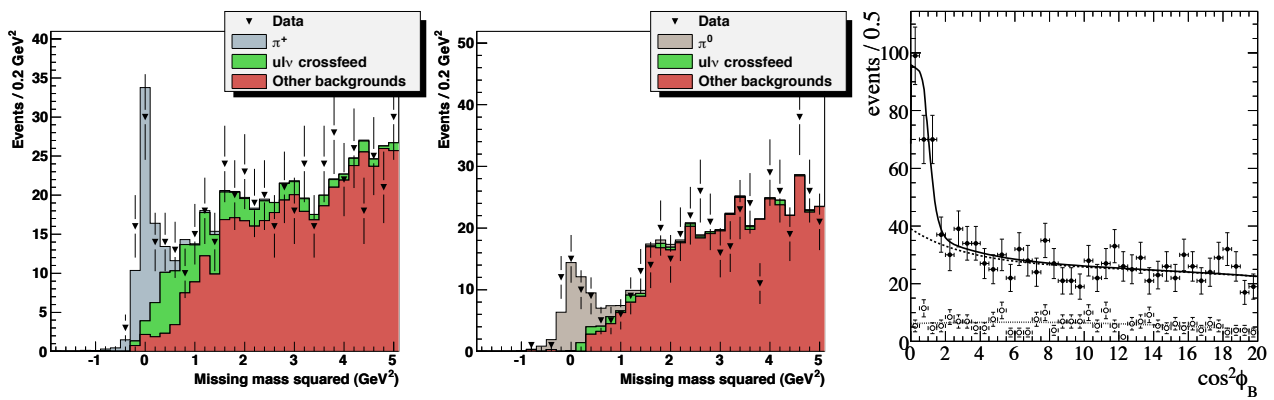 Data
π⁺
ulν crossfeed
Other backgrounds
Events / 0.2 GeV²
40
35
30
25
20
15
10
5
0
-1 0 1 2 3 4 5
Missing mass squared (GeV²)
Data
π⁰
ulν crossfeed
Other backgrounds
Events / 0.2 GeV²
50
40
30
20
10
0
-1 0 1 2 3 4 5
Missing mass squared (GeV²)
events / 0.5
100
80
60
40
20
0
0 2 4 6 8 10 12 14 16 18 20
cos²ϕ_B